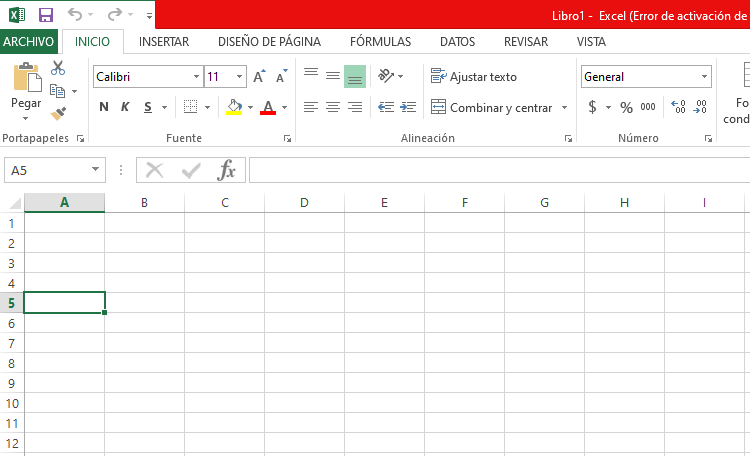 Libro1 - Excel (Error de activación de
ARCHIVO INICIO INSERTAR DISEÑO DE PÁGINA FÓRMULAS DATOS REVISAR VISTA
Calibri 11 A A Ajustar texto General
Pegar N K S A Combinar y centrar $ % 000 ←0 00 00 →0 Fo
cond
Portapapeles Fuente Alineación Número
A5 fx
A B C D E F G H I
1
2
3
4
5
6
7
8
9
10
11
12